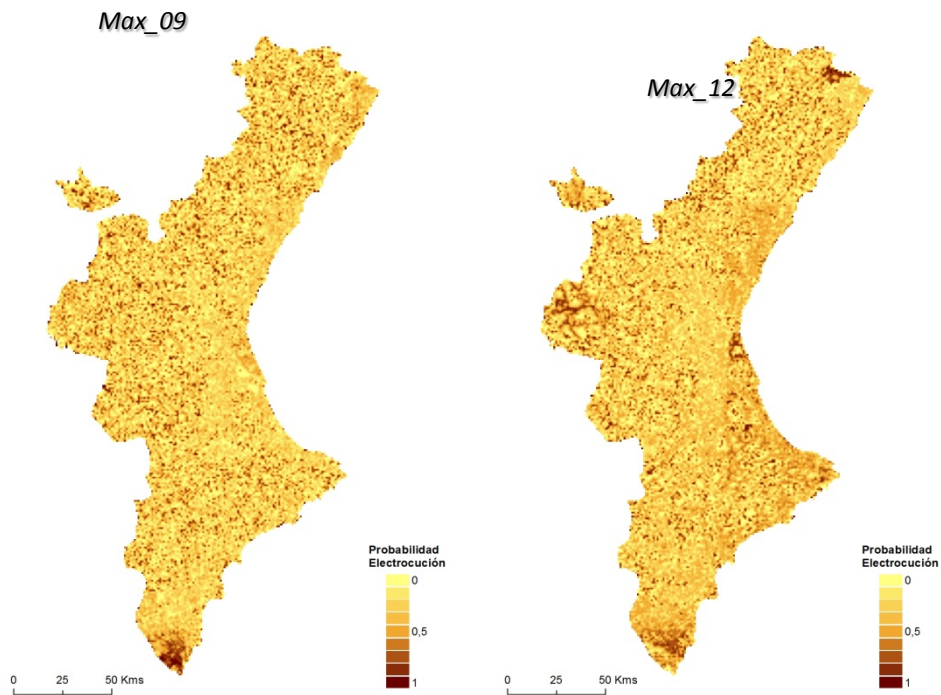 Max_09
Max_12
Probabilidad
Electrocución
0
0,5
1
0 25 50 Kms
Probabilidad
Electrocución
0
0,5
1
0 25 50 Kms